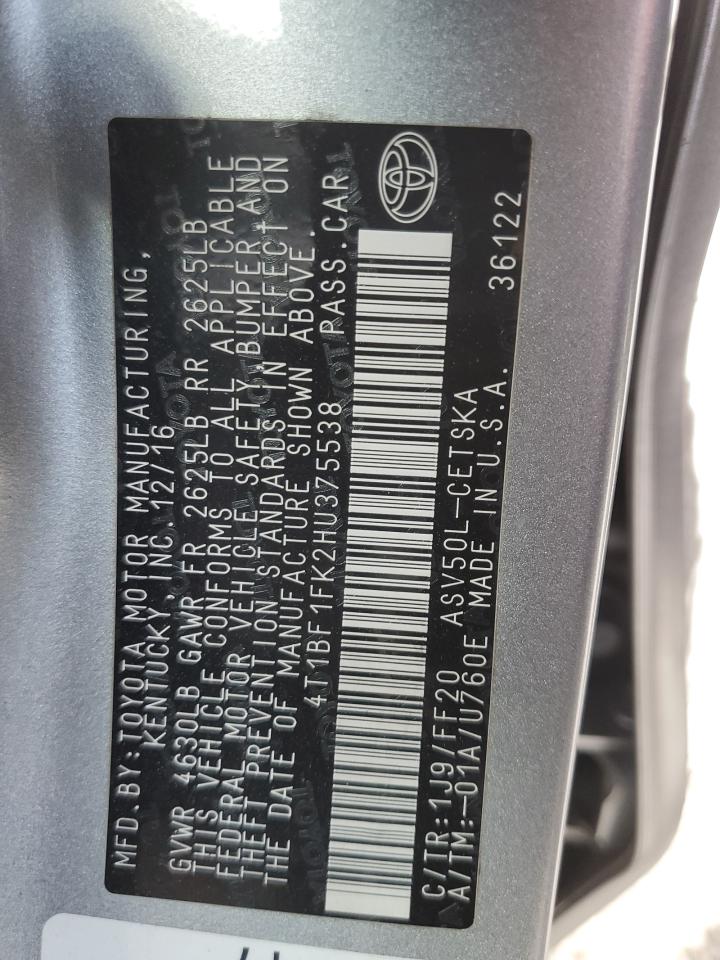 MFD.BY:TOYOTA MOTOR MANUFACTURING,
KENTUCKY, INC. 12/16
GVWR 4630LB GAWR FR 2625LB RR 2625LB
THIS VEHICLE CONFORMS TO ALL APPLICABLE
FEDERAL MOTOR VEHICLE SAFETY,BUMPER,AND
THEFT PREVENTION STANDARDS IN EFFECT ON
THE DATE OF MANUFACTURE SHOWN ABOVE.
4T1BF1FK2HU375538 PASS.CAR
C/TR:1J9/FF20 ASV50L-CETSKA
A/TM:-01A/U760E MADE IN U.S.A.
36122